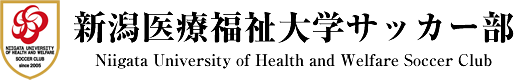 NIIGATA UNIVERSITY
OF HEALTH AND WELFARE
SOCCER CLUB
since 2005
新潟医療福祉大学サッカー部
Niigata University of Health and Welfare Soccer Club